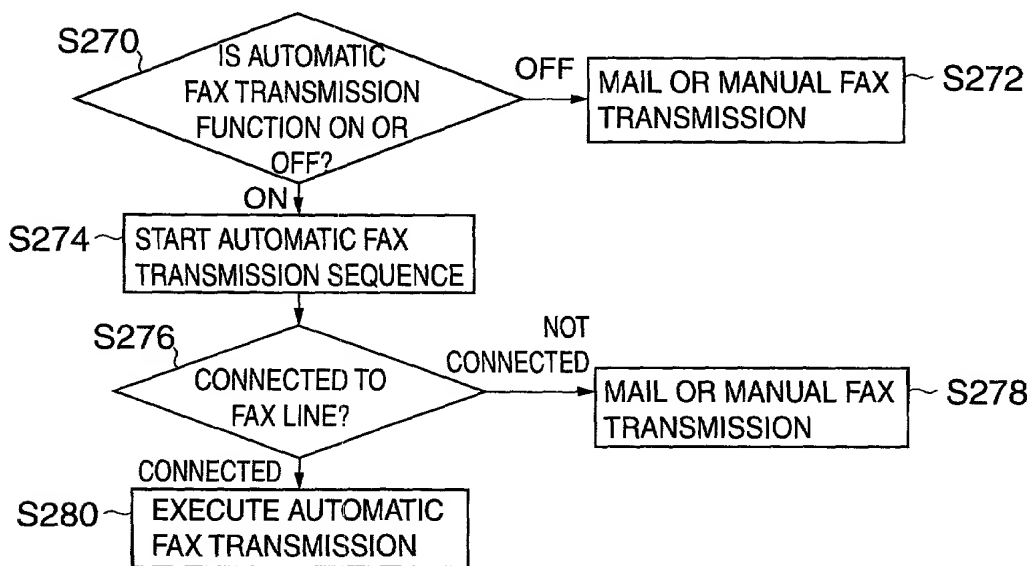 S270
IS AUTOMATIC
FAX TRANSMISSION
FUNCTION ON OR
OFF?
OFF
MAIL OR MANUAL FAX
TRANSMISSION
S272
ON
S274
START AUTOMATIC FAX
TRANSMISSION SEQUENCE
S276
CONNECTED TO
FAX LINE?
NOT
CONNECTED
MAIL OR MANUAL FAX
TRANSMISSION
S278
CONNECTED
S280
EXECUTE AUTOMATIC
FAX TRANSMISSION